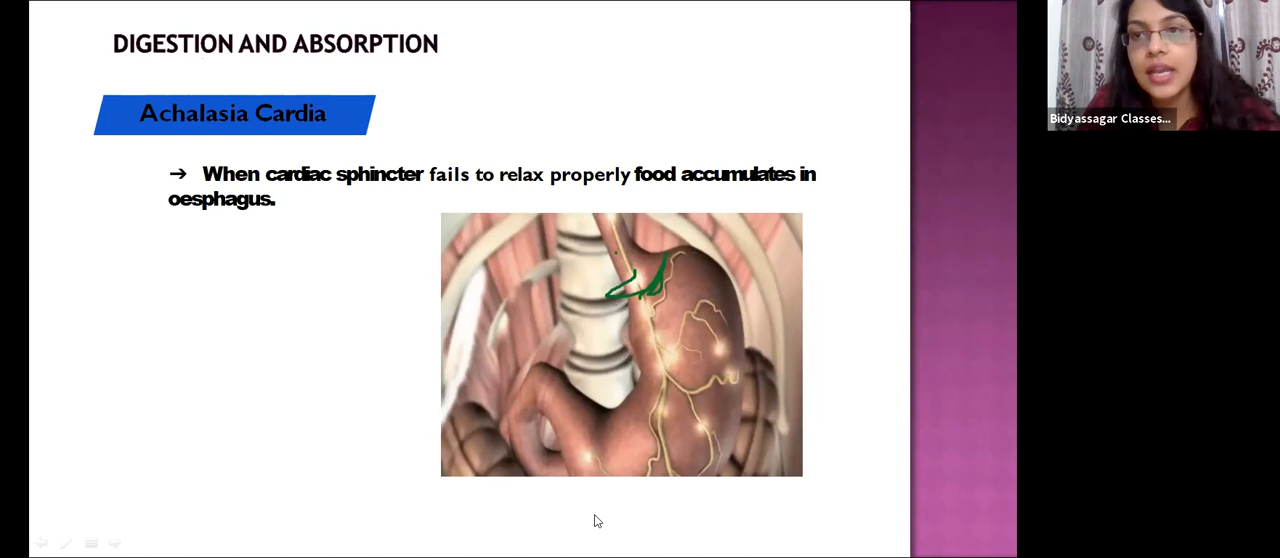 DIGESTION AND ABSORPTION
Achalasia Cardia
➔ When cardiac sphincter fails to relax properly food accumulates in
oesphagus.
Bidyassagar Classes...